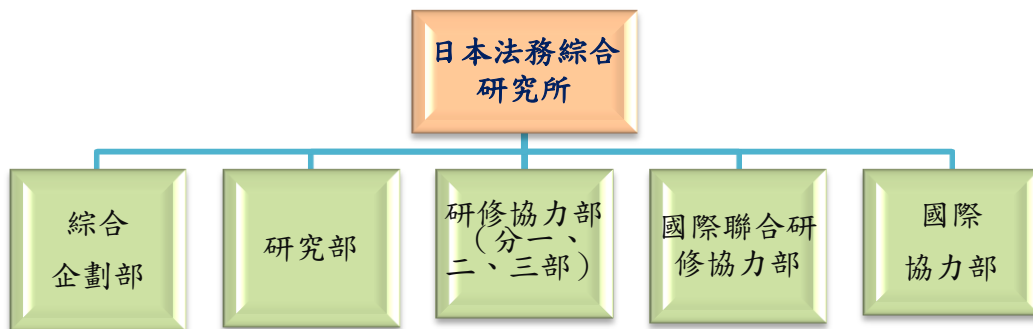 日本法務綜合
研究所
綜合
企劃部
研究部
研修協力部
（分一、
二、三部）
國際聯合研
修協力部
國際
協力部